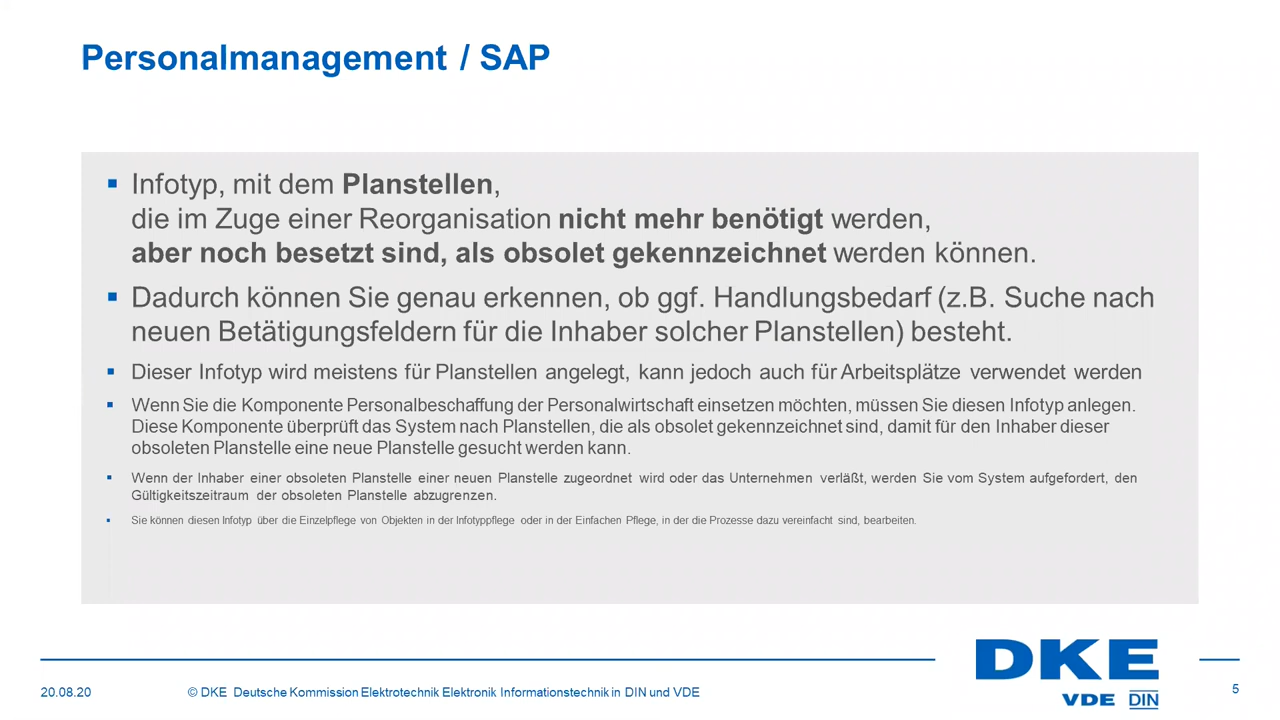 Personalmanagement / SAP
▪ Infotyp, mit dem Planstellen,
die im Zuge einer Reorganisation nicht mehr benötigt werden,
aber noch besetzt sind, als obsolet gekennzeichnet werden können.
▪ Dadurch können Sie genau erkennen, ob ggf. Handlungsbedarf (z.B. Suche nach
neuen Betätigungsfeldern für die Inhaber solcher Planstellen) besteht.
▪ Dieser Infotyp wird meistens für Planstellen angelegt, kann jedoch auch für Arbeitsplätze verwendet werden
▪ Wenn Sie die Komponente Personalbeschaffung der Personalwirtschaft einsetzen möchten, müssen Sie diesen Infotyp anlegen.
Diese Komponente überprüft das System nach Planstellen, die als obsolet gekennzeichnet sind, damit für den Inhaber dieser
obsoleten Planstelle eine neue Planstelle gesucht werden kann.
▪ Wenn der Inhaber einer obsoleten Planstelle einer neuen Planstelle zugeordnet wird oder das Unternehmen verläßt, werden Sie vom System aufgefordert, den
Gültigkeitszeitraum der obsoleten Planstelle abzugrenzen.
▪ Sie können diesen Infotyp über die Einzelpflege von Objekten in der Infotyppflege oder in der Einfachen Pflege, in der die Prozesse dazu vereinfacht sind, bearbeiten.
DKE
VDE DIN
20.08.20
© DKE Deutsche Kommission Elektrotechnik Elektronik Informationstechnik in DIN und VDE
5